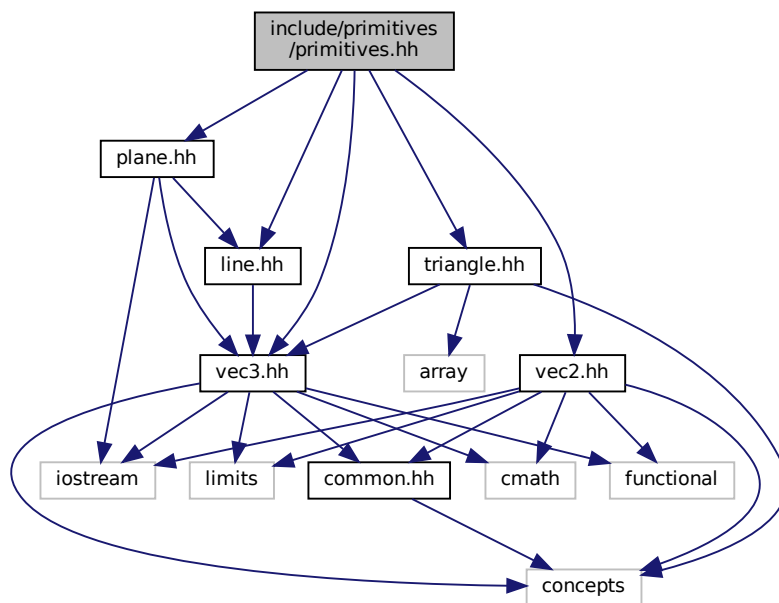 include/primitives
/primitives.hh
plane.hh
line.hh
triangle.hh
vec3.hh
array
vec2.hh
iostream
limits
common.hh
cmath
functional
concepts